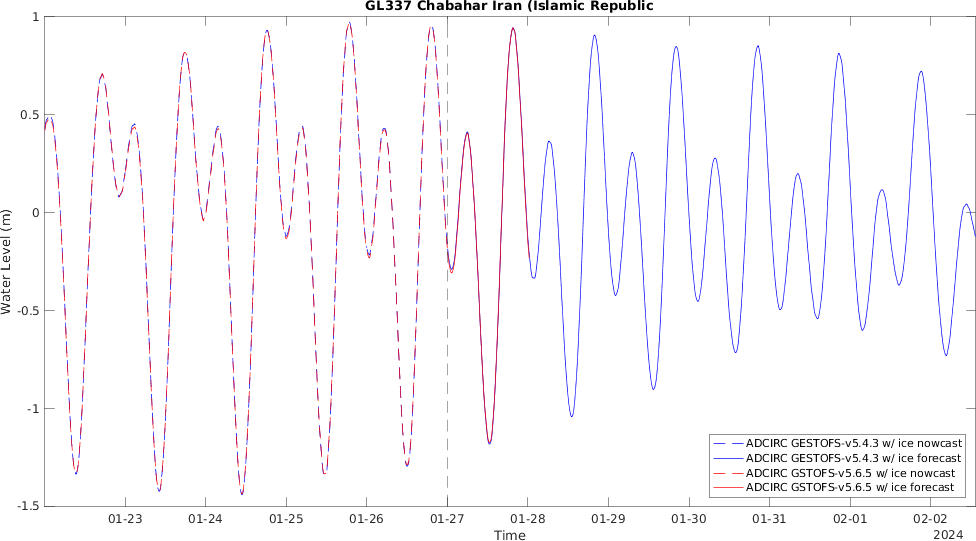 GL337 Chabahar Iran (Islamic Republic
1
0.5
0
-0.5
-1
-1.5
Water Level (m)
01-23 01-24 01-25 01-26 01-27 01-28 01-29 01-30 01-31 02-01 02-02
Time
2024
ADCIRC GESTOFS-v5.4.3 w/ ice nowcast
ADCIRC GESTOFS-v5.4.3 w/ ice forecast
ADCIRC GSTOFS-v5.6.5 w/ ice nowcast
ADCIRC GSTOFS-v5.6.5 w/ ice forecast